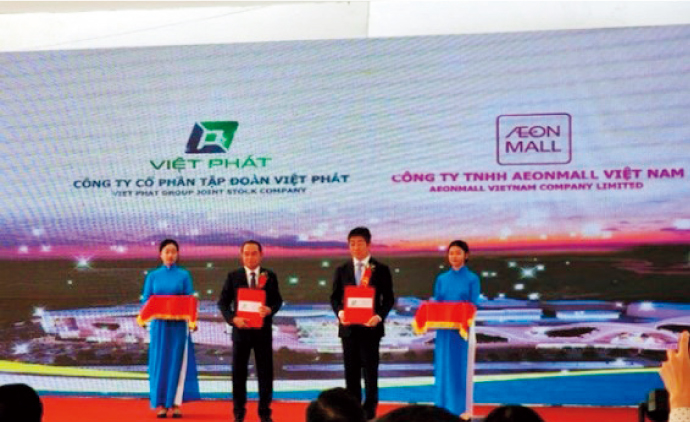 VIỆT PHÁT
CÔNG TY CỔ PHẦN TẬP ĐOÀN VIỆT PHÁT
VIET PHAT GROUP JOINT STOCK COMPANY
ÆON
MALL
CÔNG TY TNHH AEONMALL VIỆT NAM
AEONMALL VIETNAM COMPANY LIMITED